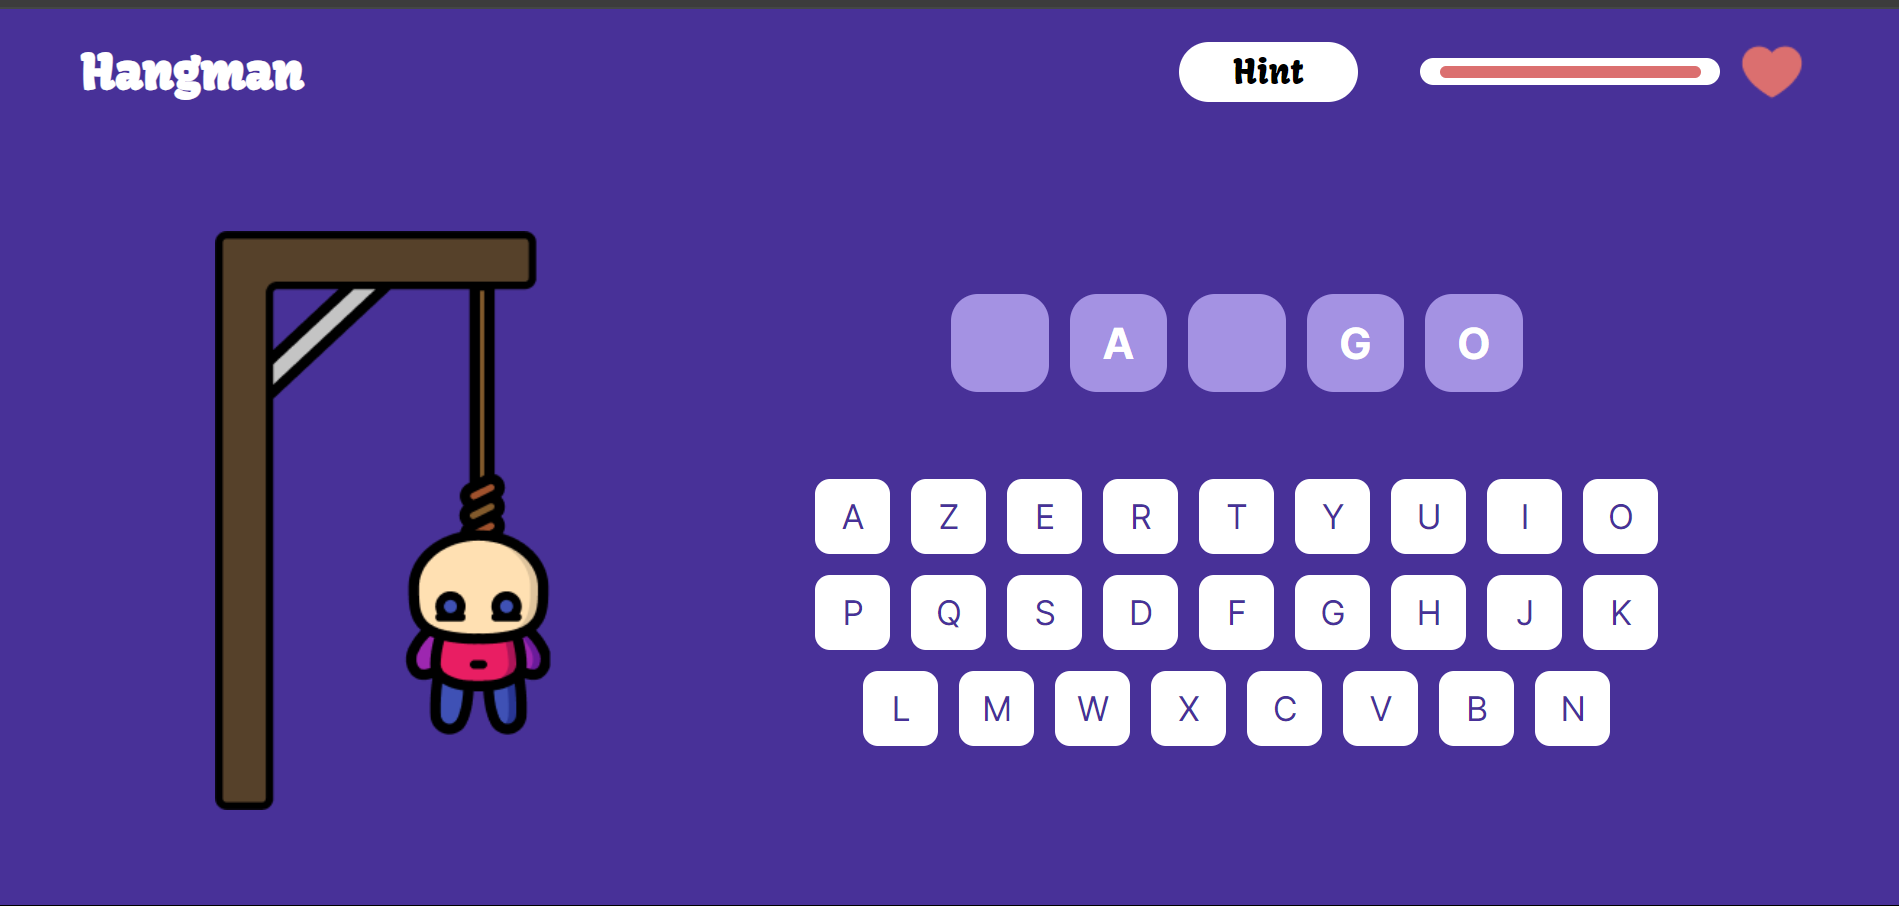 Hangman
Hint
A G O
A Z E R T Y U I O
P Q S D F G H J K
L M W X C V B N